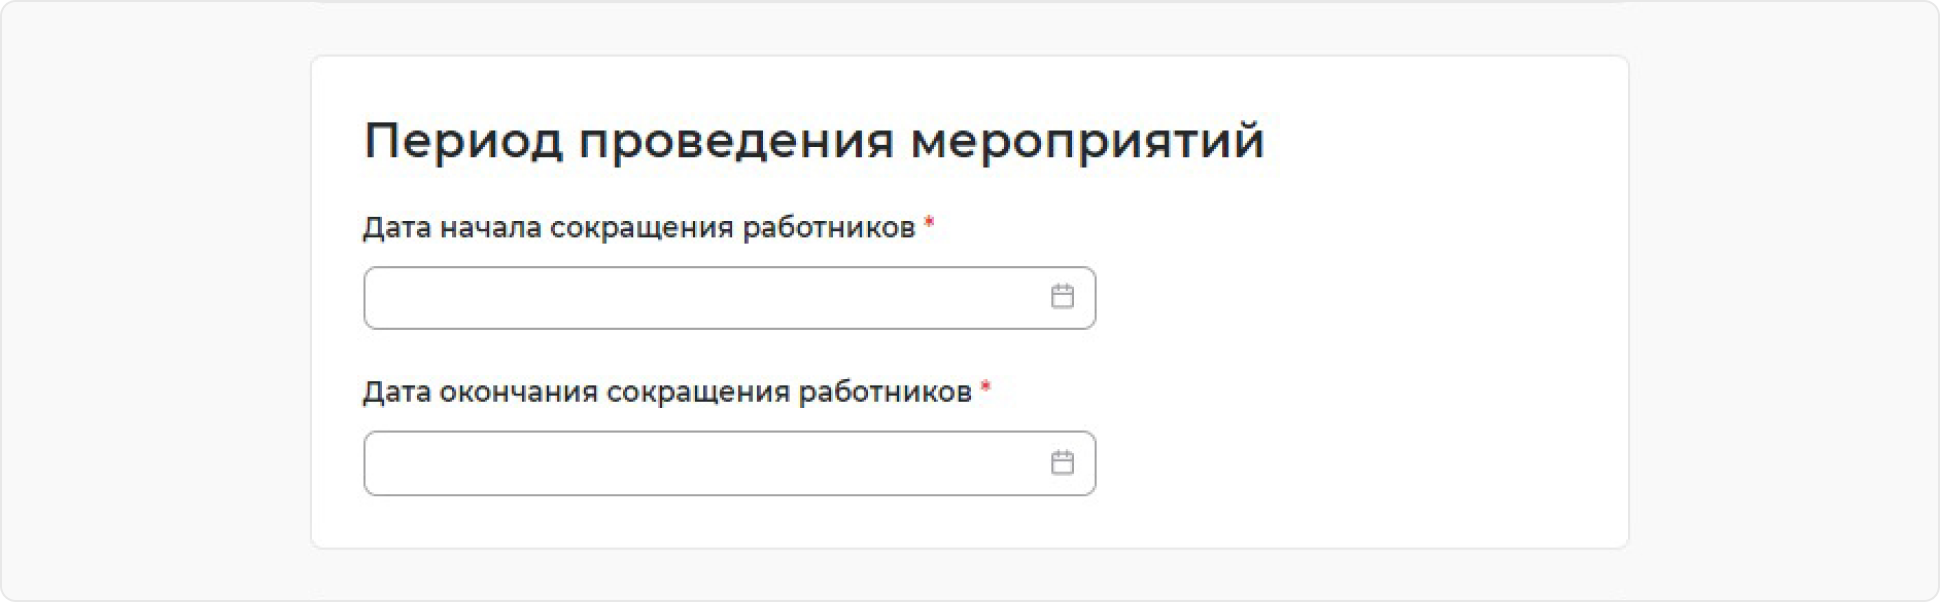 Период проведения мероприятий
Дата начала сокращения работников *
Дата окончания сокращения работников *